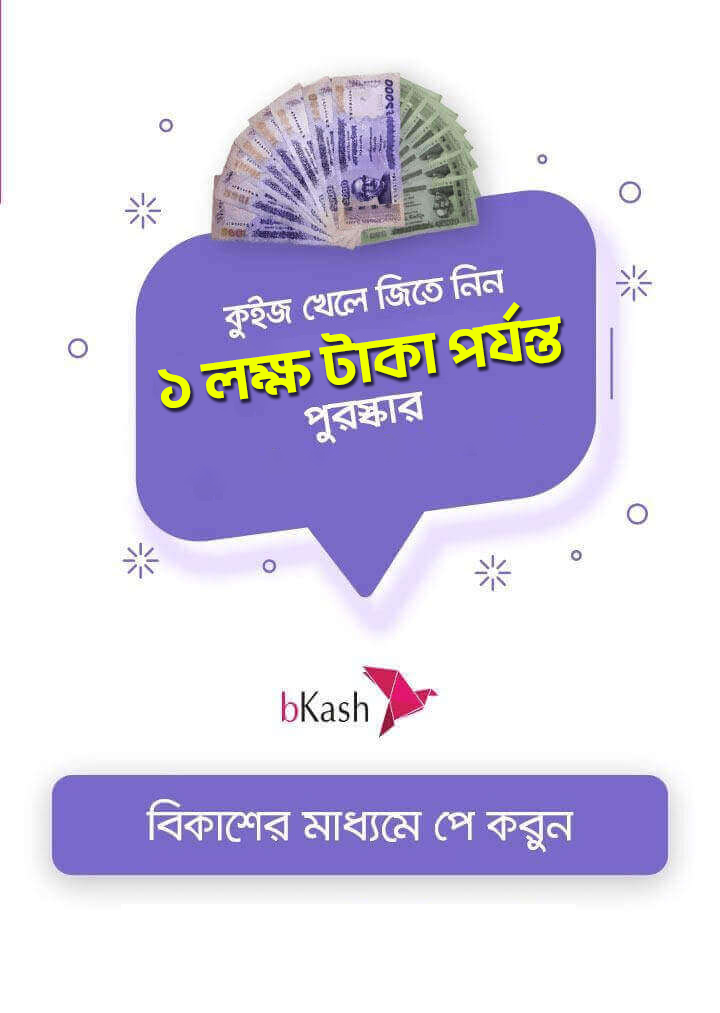 কুইজ খেলে জিতে নিন
১ লক্ষ টাকা পর্যন্ত
পুরস্কার
bKash
বিকাশের মাধ্যমে পে করুন